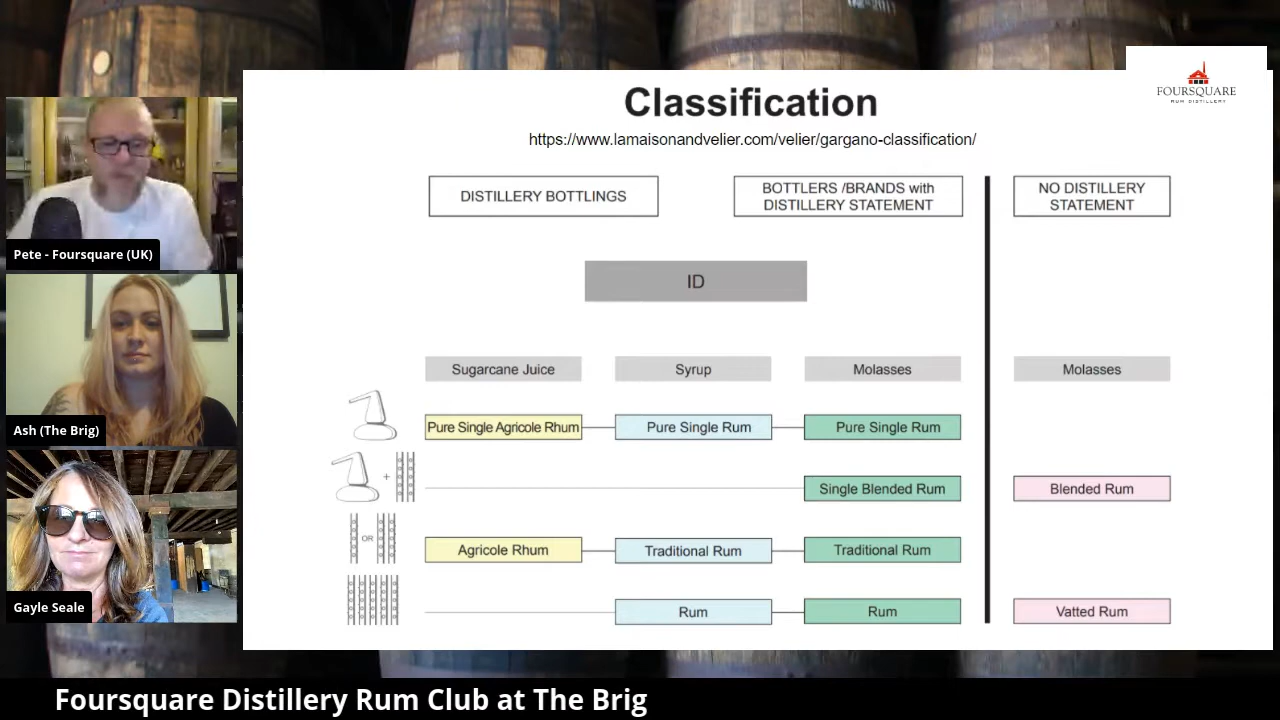 Classification
https://www.lamaisonandvelier.com/velier/gargano-classification/
FOURSQUARE
RUM DISTILLERY
DISTILLERY BOTTLINGS
BOTTLERS /BRANDS with
DISTILLERY STATEMENT
NO DISTILLERY
STATEMENT
ID
Sugarcane Juice
Syrup
Molasses
Molasses
Pure Single Agricole Rhum
Pure Single Rum
Pure Single Rum
+
Single Blended Rum
Blended Rum
OR
Agricole Rhum
Traditional Rum
Traditional Rum
Rum
Rum
Vatted Rum
Pete - Foursquare (UK)
Ash (The Brig)
Gayle Seale
Foursquare Distillery Rum Club at The Brig